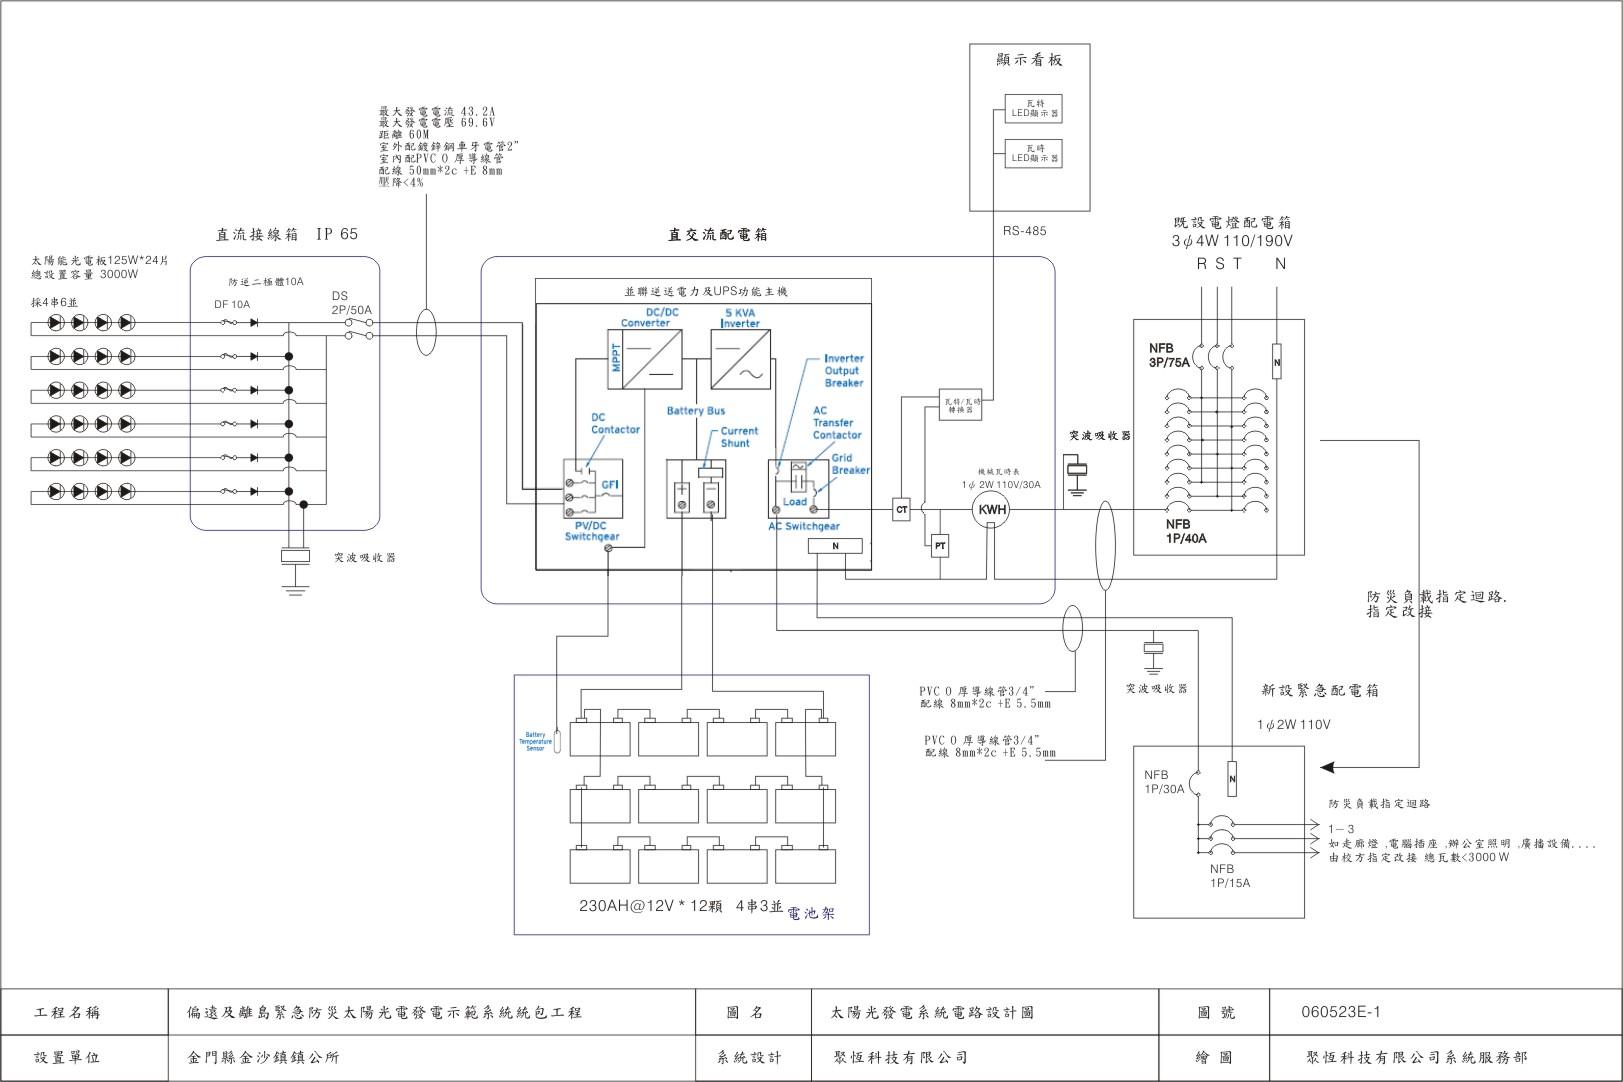 顯示看板
瓦特
LED顯示器
瓦時
LED顯示器
RS-485
最大發電電流 43.2A
最大發電電壓 69.6V
距離 60M
室外配鍍鋅鋼車牙電管2"
室內配PVC O 厚導線管
配線 50mm*2c +E 8mm
壓降<4%
直流接線箱 IP 65
直交流配電箱
既設電燈配電箱
3φ4W 110/190V
R S T N
太陽能光電板125W*24片
總設置容量 3000W
採4串6並
防逆二極體10A
DF 10A
DS
2P/50A
並聯逆送電力及UPS功能主機
DC/DC
Converter
5 KVA
Inverter
MPPT
Inverter
Output
Breaker
Battery Bus
DC
Contactor
Current
Shunt
AC
Transfer
Contactor
Grid
Breaker
GFI
+
−
Load
PV/DC
Switchgear
AC Switchgear
N
瓦特/瓦時
轉換器
CT
PT
機械瓦時表
1φ 2W 110V/30A
KWH
突波吸收器
NFB
3P/75A
N
NFB
1P/40A
突波吸收器
防災負載指定迴路.
指定改接
PVC O 厚導線管3/4"
配線 8mm*2c +E 5.5mm
PVC O 厚導線管3/4"
配線 8mm*2c +E 5.5mm
突波吸收器
新設緊急配電箱
1φ2W 110V
NFB
1P/30A
N
NFB
1P/15A
防災負載指定迴路
1－3
如走廊燈 ,電腦插座 ,辦公室照明 ,廣播設備....
由校方指定改接 總瓦數<3000 W
Battery
Temperature
Sensor
230AH@12V * 12顆 4串3並
電池架
工程名稱 偏遠及離島緊急防災太陽光電發電示範系統統包工程 圖 名 太陽光發電系統電路設計圖 圖 號 060523E-1
設置單位 金門縣金沙鎮鎮公所 系統設計 聚恆科技有限公司 繪 圖 聚恆科技有限公司系統服務部